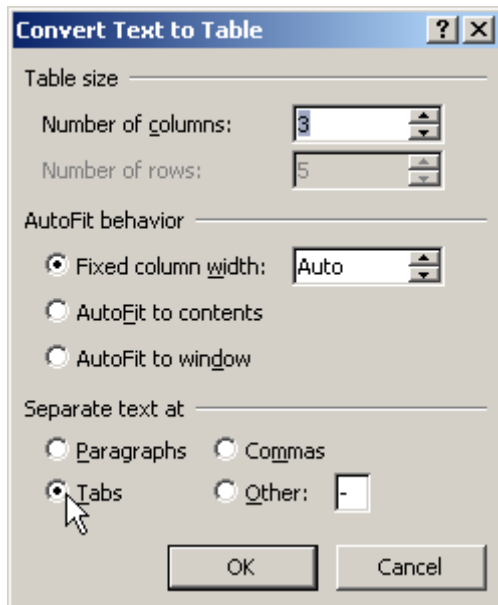 Convert Text to Table
Table size
Number of columns: 3
Number of rows: 5
AutoFit behavior
Fixed column width: Auto
AutoFit to contents
AutoFit to window
Separate text at
Paragraphs Commas
Tabs Other: -
OK Cancel